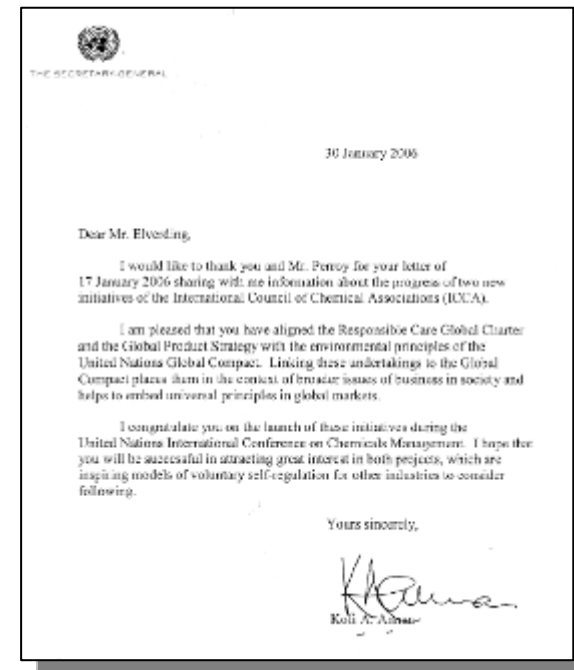 THE SECRETARY-GENERAL
30 January 2006
Dear Mr. Elverding,
I would like to thank you and Mr. Perroy for your letter of
17 January 2006 sharing with me information about the progress of two new
initiatives of the International Council of Chemical Associations (ICCA).
I am pleased that you have aligned the Responsible Care Global Charter
and the Global Product Strategy with the environmental principles of the
United Nations Global Compact. Linking these undertakings to the Global
Compact places them in the context of broader issues of business in society and
helps to embed universal principles in global markets.
I congratulate you on the launch of these initiatives during the
United Nations International Conference on Chemicals Management. I hope that
you will be successful in attracting great interest in both projects, which are
inspiring models of voluntary self-regulation for other industries to consider
following.
Yours sincerely,
Kofi A. Annan